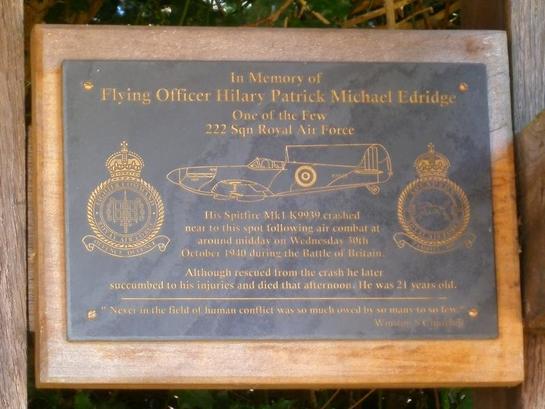 In Memory of
Flying Officer Hilary Patrick Michael Edridge
One of the Few
222 Sqn Royal Air Force
His Spitfire Mk1 K9939 crashed
near to this spot following air combat at
around midday on Wednesday 30th
October 1940 during the Battle of Britain.
Although rescued from the crash he later
succumbed to his injuries and died that afternoon. He was 21 years old.
" Never in the field of human conflict was so much owed by so many to so few."
Winston S Churchill